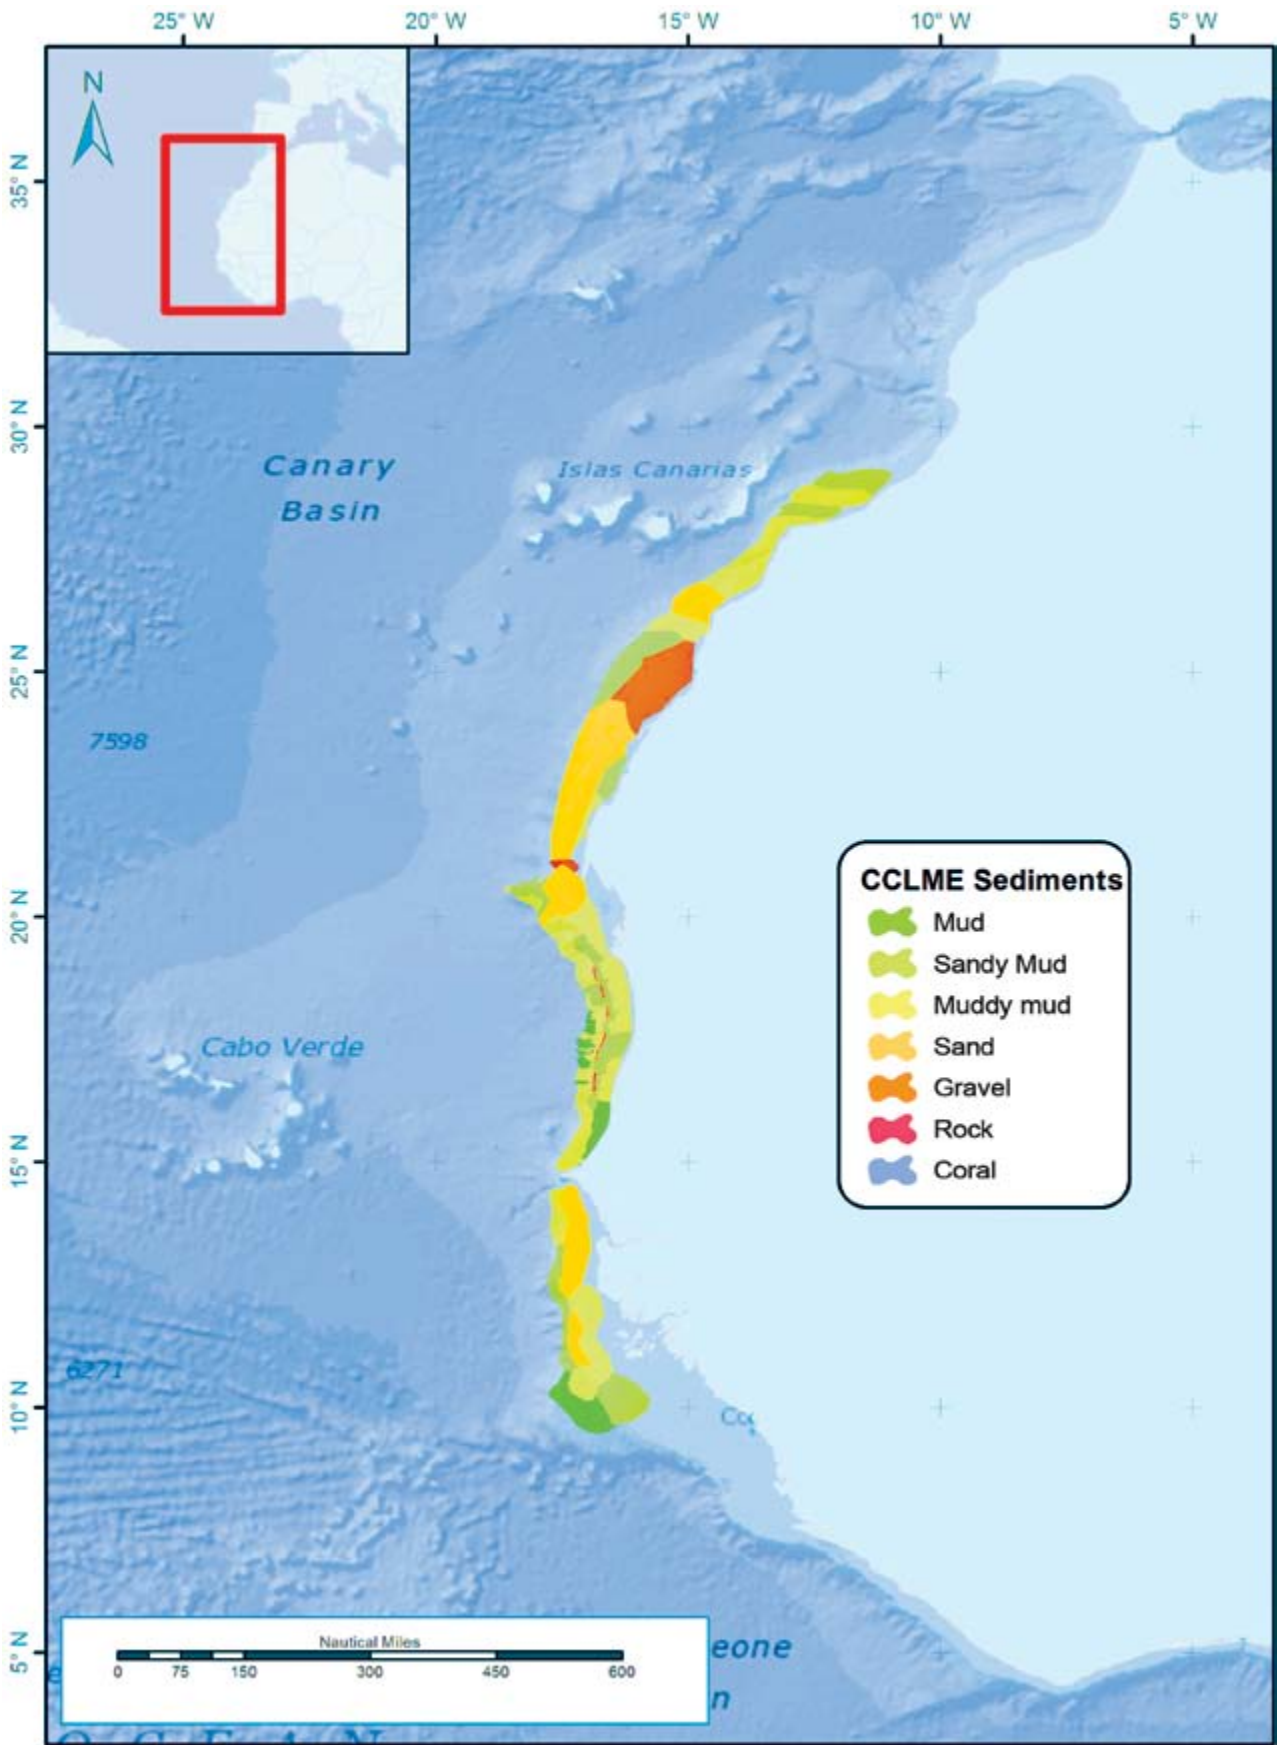 25° W
20° W
15° W
10° W
5° W
N
35° N
30° N
25° N
20° N
15° N
10° N
5° N
Canary
Basin
Islas Canarias
7598
CCLME Sediments
Mud
Sandy Mud
Muddy mud
Sand
Gravel
Rock
Coral
Cabo Verde
6271
Nautical Miles
0 75 150 300 450 600
eone
n
O C E A N